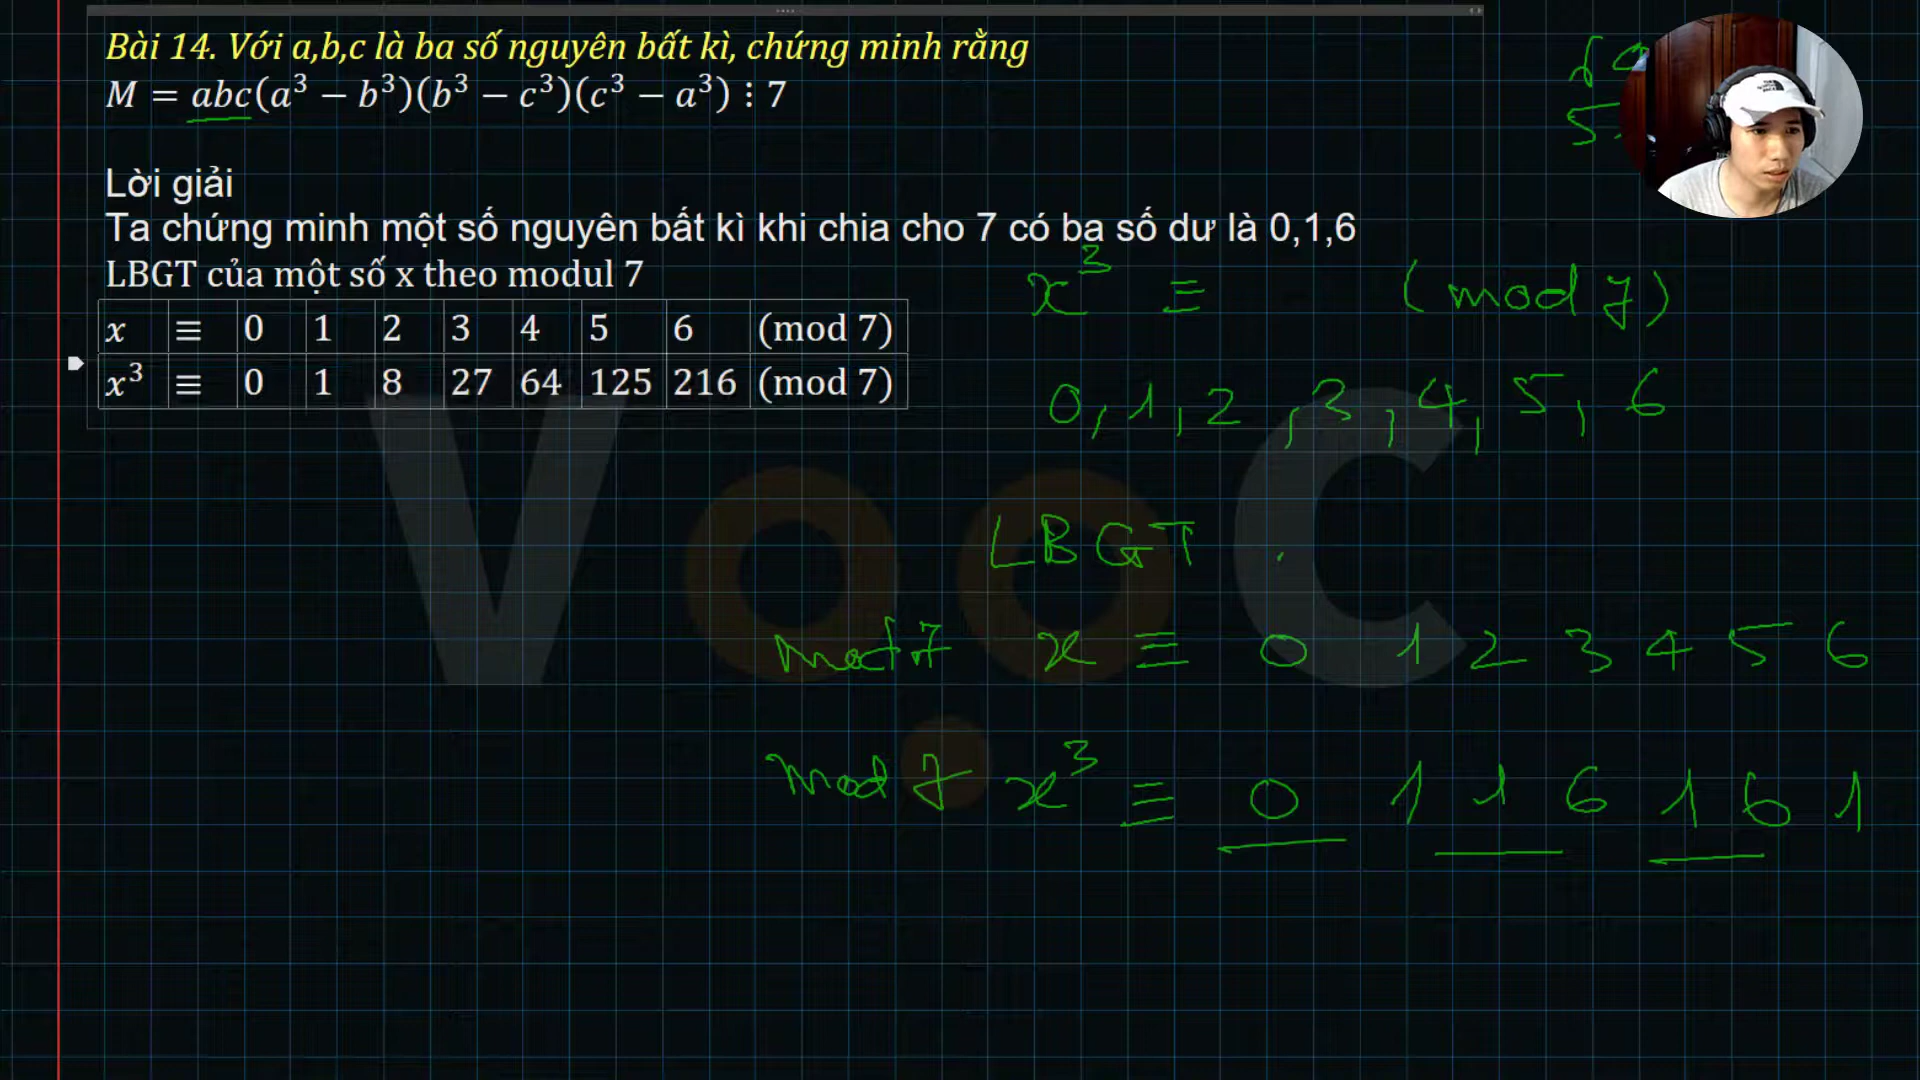 Bài 14. Với a,b,c là ba số nguyên bất kì, chứng minh rằng
M = abc(a³ − b³)(b³ − c³)(c³ − a³) ⋮ 7
Lời giải
Ta chứng minh một số nguyên bất kì khi chia cho 7 có ba số dư là 0,1,6
LBGT của một số x theo modul 7
x ≡ 0 1 2 3 4 5 6 (mod 7)
x³ ≡ 0 1 8 27 64 125 216 (mod 7)
x³ ≡ (mod 7)
0, 1, 2, 3, 4, 5, 6
LBGT
mod 7 x ≡ 0 1 2 3 4 5 6
mod 7 x³ ≡ 0 1 1 6 1 6 1
VooC